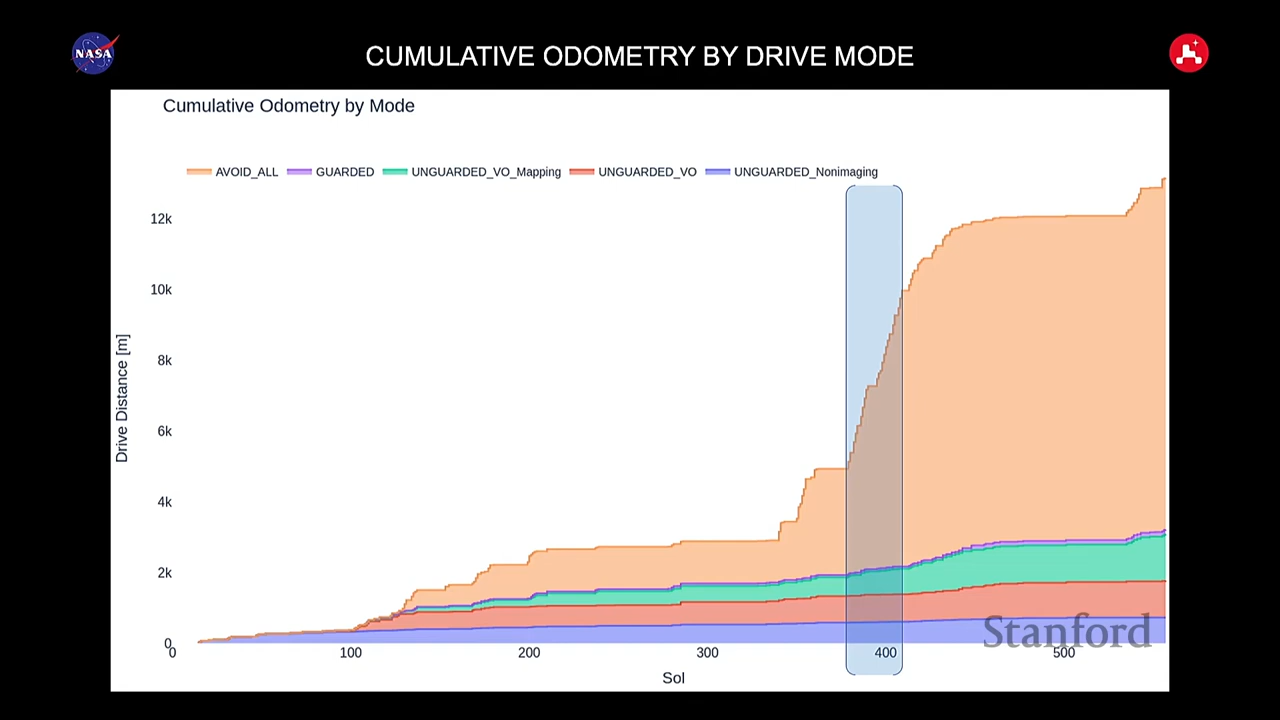 NASA
CUMULATIVE ODOMETRY BY DRIVE MODE
Cumulative Odometry by Mode
AVOID_ALL GUARDED UNGUARDED_VO_Mapping UNGUARDED_VO UNGUARDED_Nonimaging
12k
10k
8k
6k
4k
2k
0
Drive Distance [m]
0 100 200 300 400 500
Sol
Stanford